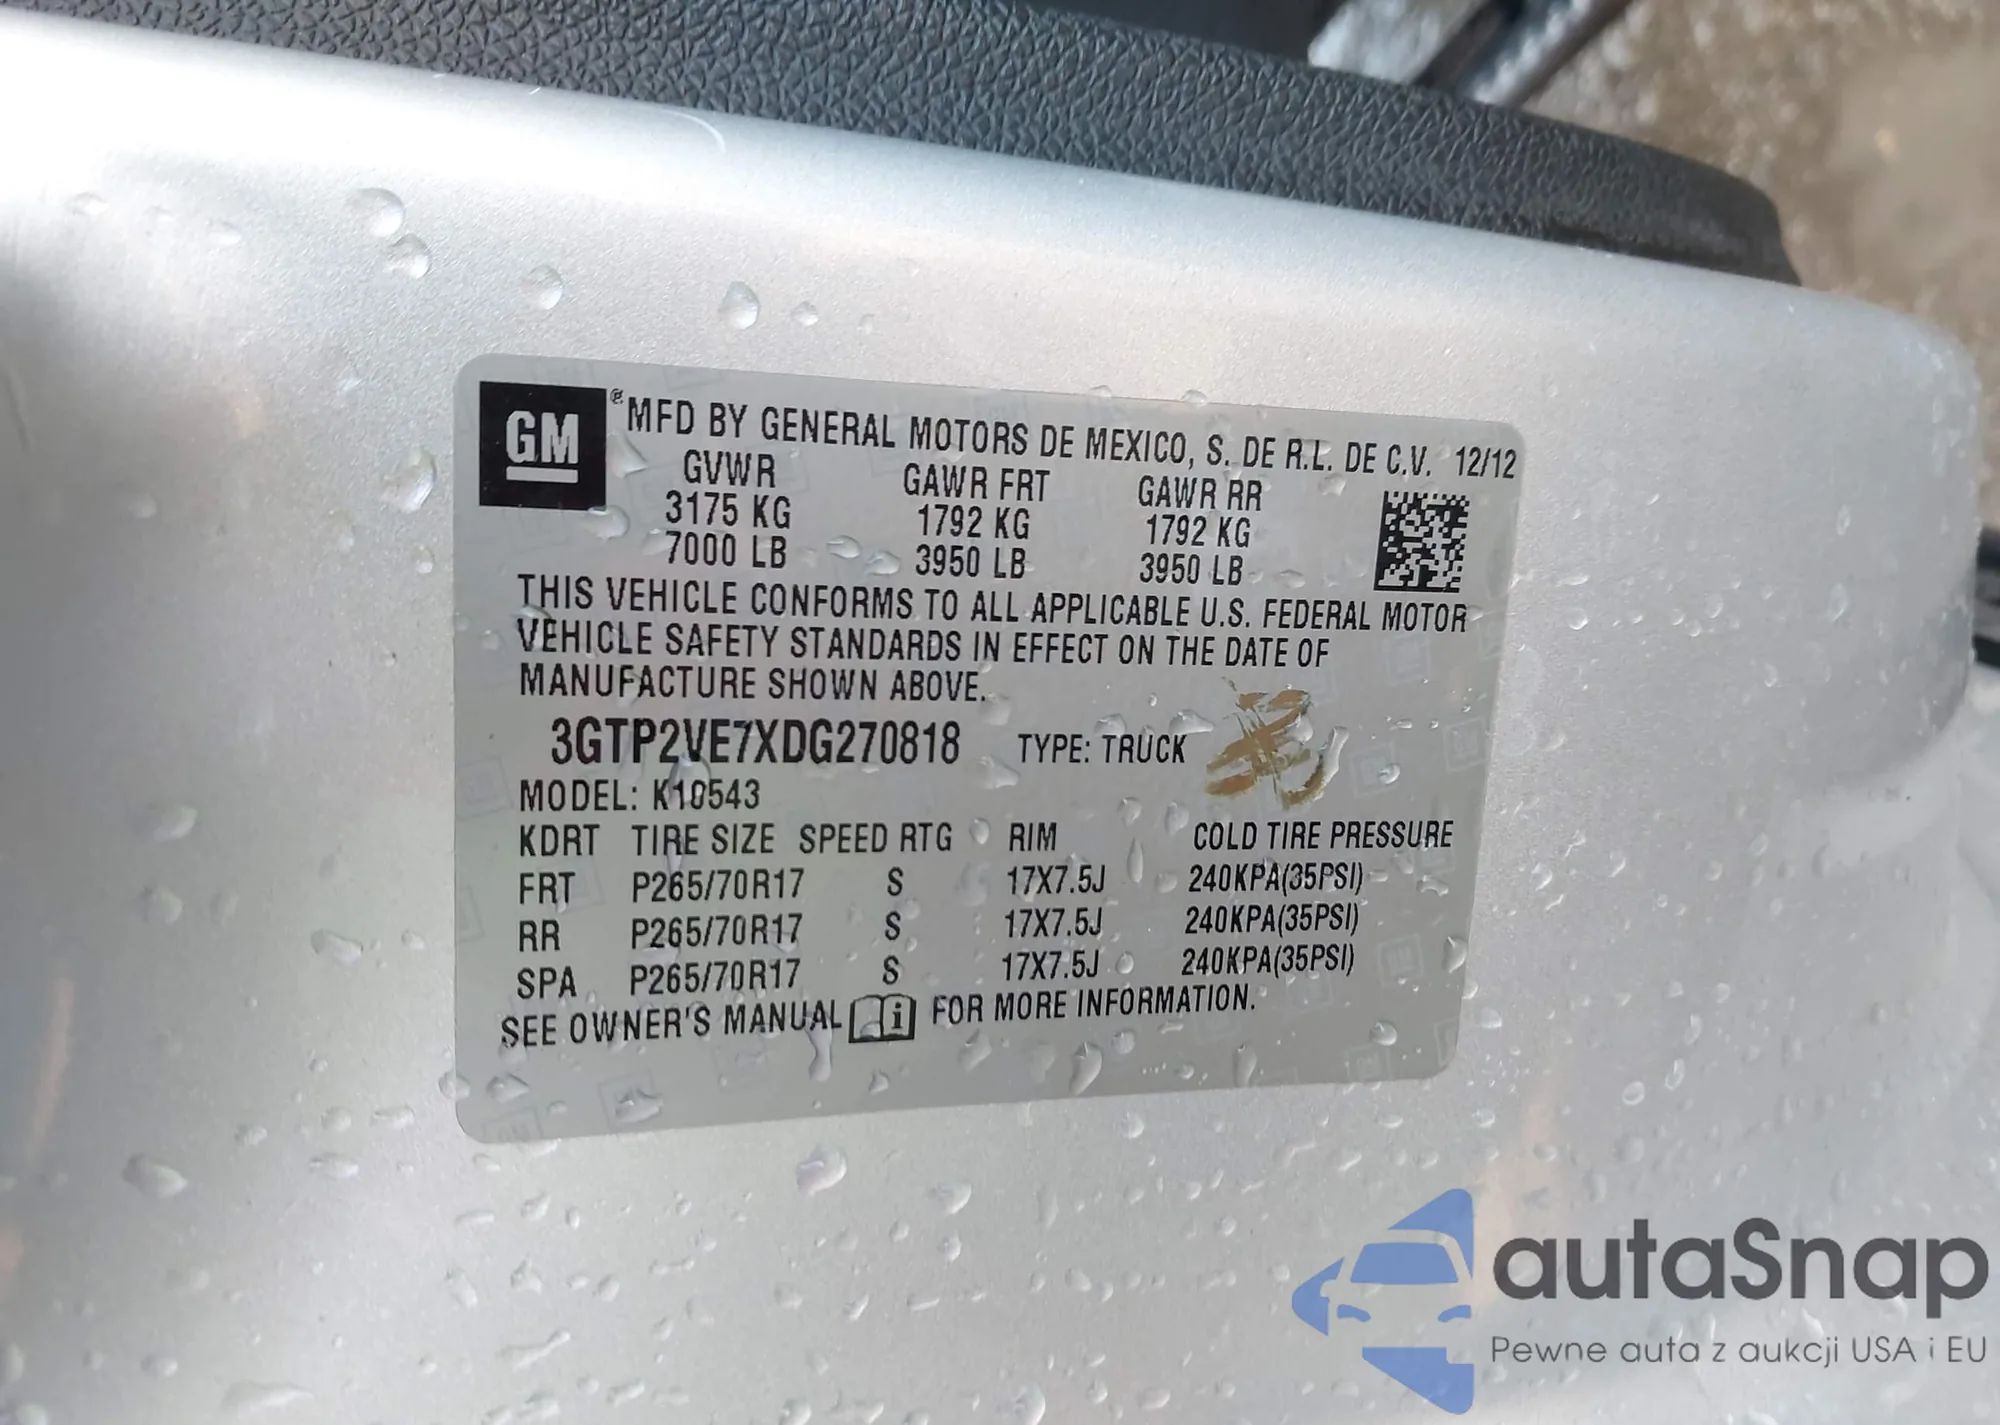 GM ® MFD BY GENERAL MOTORS DE MEXICO, S. DE R.L. DE C.V. 12/12
GVWR GAWR FRT GAWR RR
3175 KG 1792 KG 1792 KG
7000 LB 3950 LB 3950 LB
THIS VEHICLE CONFORMS TO ALL APPLICABLE U.S. FEDERAL MOTOR
VEHICLE SAFETY STANDARDS IN EFFECT ON THE DATE OF
MANUFACTURE SHOWN ABOVE.
3GTP2VE7XDG270818 TYPE: TRUCK
MODEL: K10543
KDRT TIRE SIZE SPEED RTG RIM COLD TIRE PRESSURE
FRT P265/70R17 S 17X7.5J 240KPA(35PSI)
RR P265/70R17 S 17X7.5J 240KPA(35PSI)
SPA P265/70R17 S 17X7.5J 240KPA(35PSI)
SEE OWNER'S MANUAL i FOR MORE INFORMATION.
autaSnap
Pewne auta z aukcji USA i EU